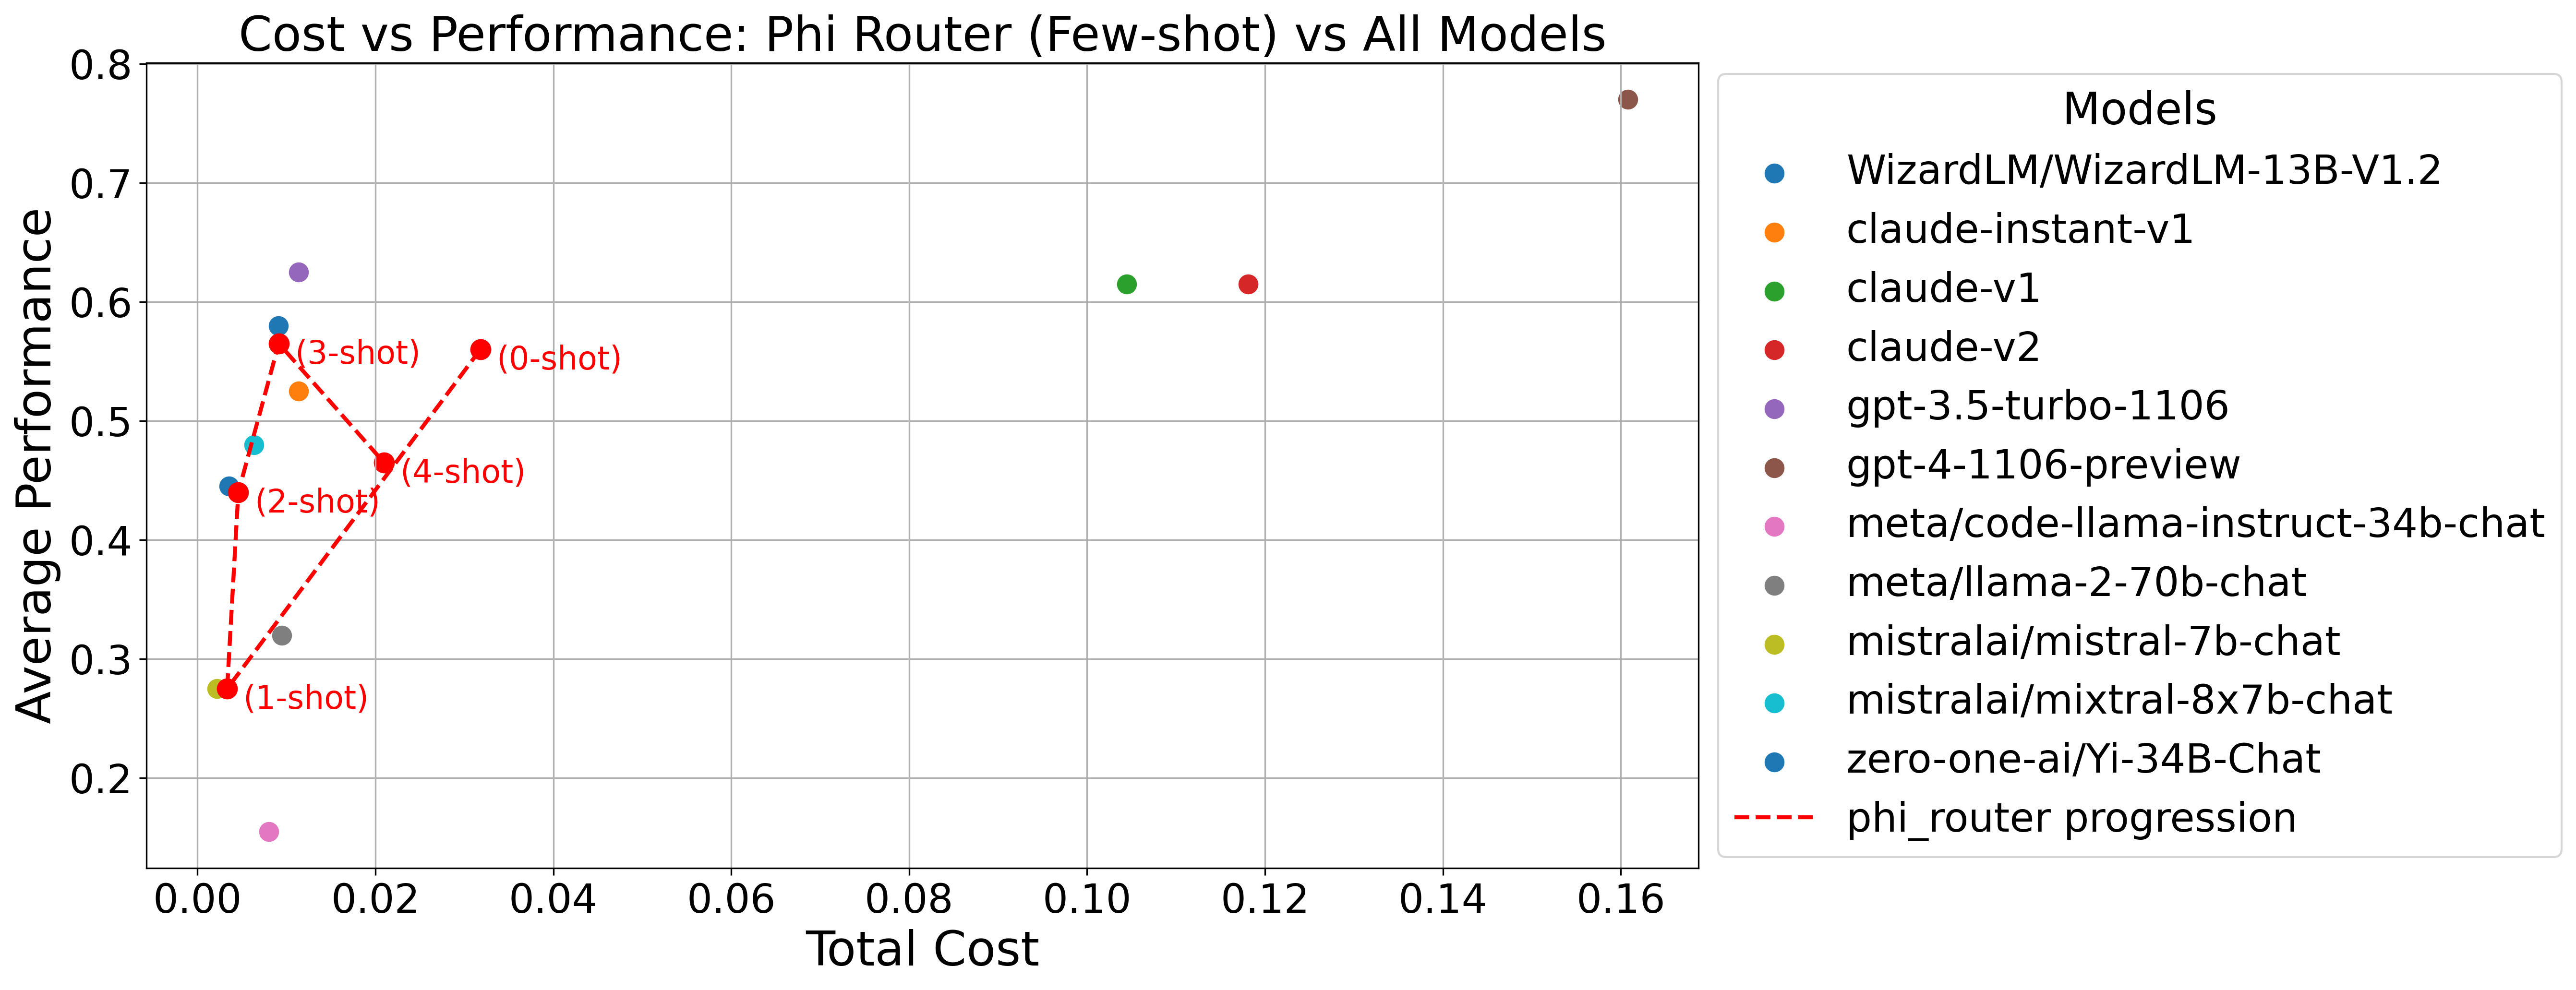 Cost vs Performance: Phi Router (Few-shot) vs All Models
Average Performance
0.8
0.7
0.6
0.5
0.4
0.3
0.2
(3-shot)
(0-shot)
(4-shot)
(2-shot)
(1-shot)
0.00 0.02 0.04 0.06 0.08 0.10 0.12 0.14 0.16
Total Cost
Models
WizardLM/WizardLM-13B-V1.2
claude-instant-v1
claude-v1
claude-v2
gpt-3.5-turbo-1106
gpt-4-1106-preview
meta/code-llama-instruct-34b-chat
meta/llama-2-70b-chat
mistralai/mistral-7b-chat
mistralai/mixtral-8x7b-chat
zero-one-ai/Yi-34B-Chat
phi_router progression